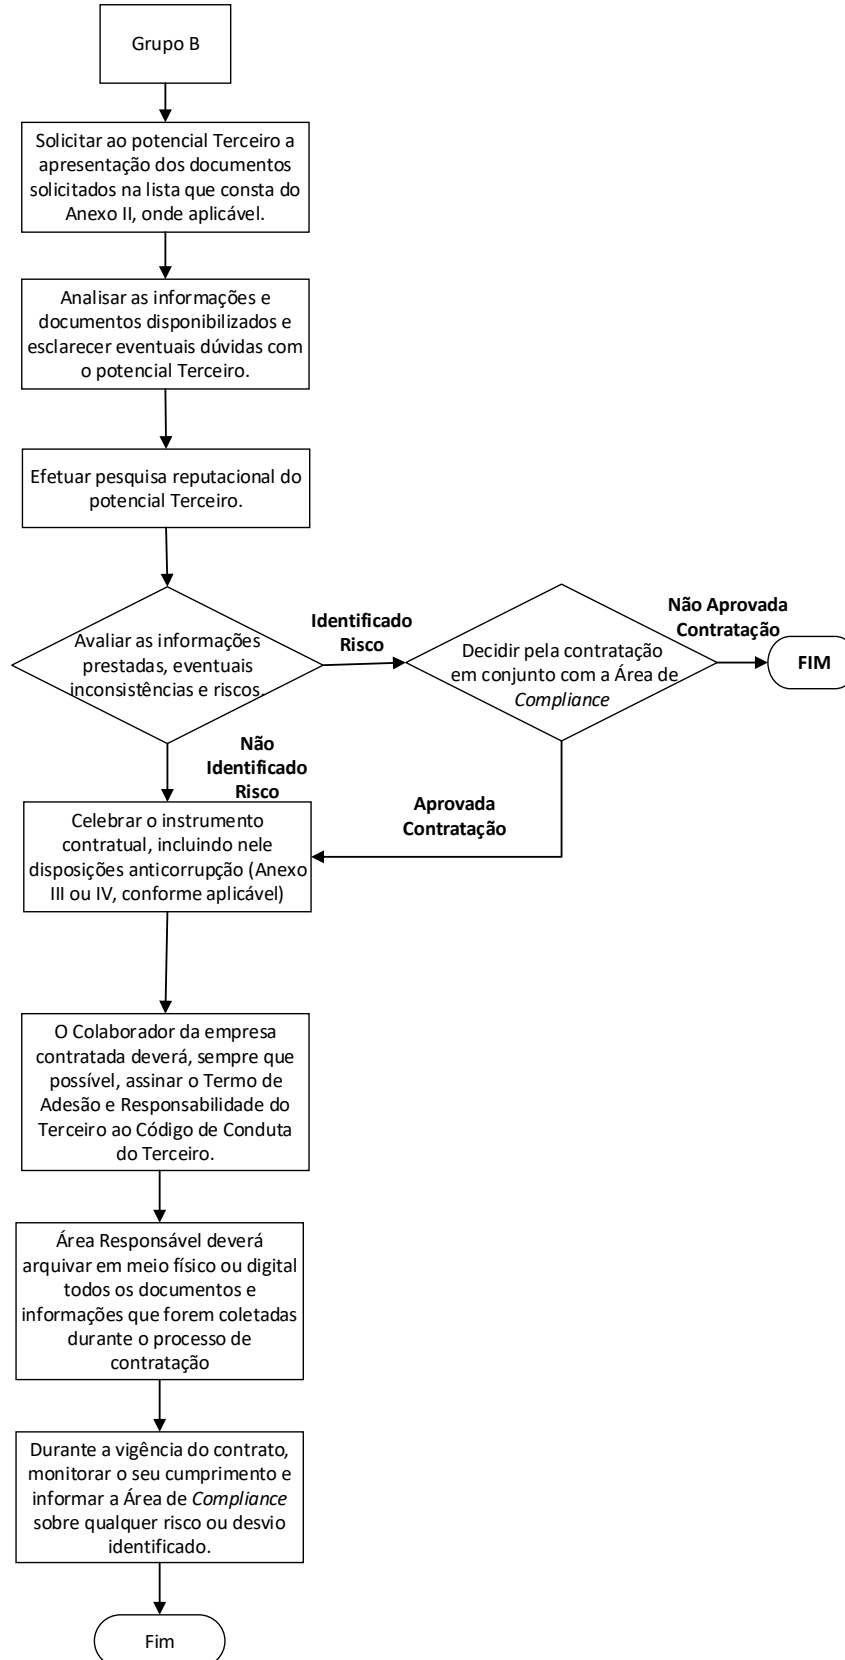 Grupo B
Solicitar ao potencial Terceiro a
apresentação dos documentos
solicitados na lista que consta do
Anexo II, onde aplicável.
Analisar as informações e
documentos disponibilizados e
esclarecer eventuais dúvidas com
o potencial Terceiro.
Efetuar pesquisa reputacional do
potencial Terceiro.
Avaliar as informações
prestadas, eventuais
inconsistências e riscos.
Identificado
Risco
Decidir pela contratação
em conjunto com a Área de
Compliance
Não Aprovada
Contratação
FIM
Não
Identificado
Risco
Aprovada
Contratação
Celebrar o instrumento
contratual, incluindo nele
disposições anticorrupção (Anexo
III ou IV, conforme aplicável)
O Colaborador da empresa
contratada deverá, sempre que
possível, assinar o Termo de
Adesão e Responsabilidade do
Terceiro ao Código de Conduta
do Terceiro.
Área Responsável deverá
arquivar em meio físico ou digital
todos os documentos e
informações que forem coletadas
durante o processo de
contratação
Durante a vigência do contrato,
monitorar o seu cumprimento e
informar a Área de Compliance
sobre qualquer risco ou desvio
identificado.
Fim